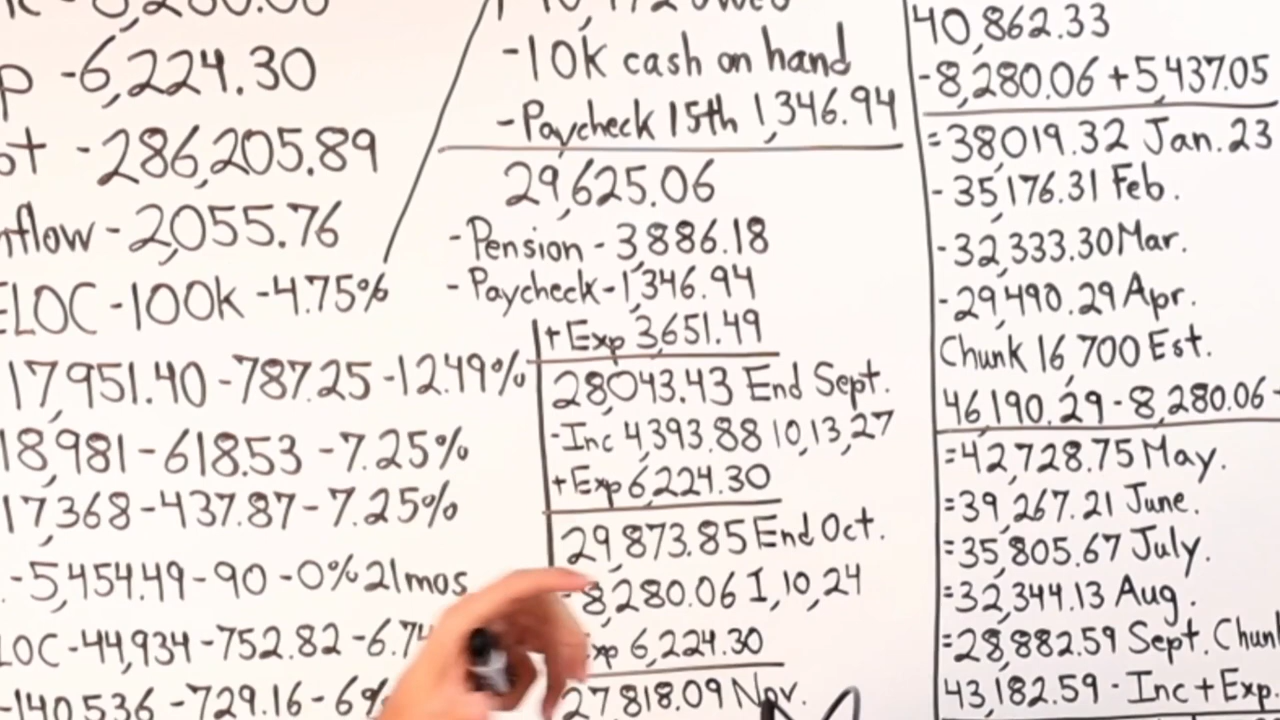 -6,224.30
-286,205.89
-2,055.76
-100k -4.75%
17,951.40 -787.25 -12.49%
18,981 -618.53 -7.25%
17,368 -437.87 -7.25%
-5,454.49 -90 -0% 21mos
LOC -44,934 -752.82 -6.74
-140,536 -729.16 - 6%
-10k cash on hand
-Paycheck 15th 1,346.94
29,625.06
-Pension - 3,886.18
-Paycheck - 1,346.94
+ Exp 3,651.49
28,043.43 End Sept.
-Inc 4,393.88 10,13,27
+Exp 6,224.30
29,873.85 End Oct.
8,280.06 I,10,24
6,224.30
27,818.09 Nov.
40,862.33
-8,280.06 + 5,437.05
=38,019.32 Jan. 23
- 35,176.31 Feb.
-32,333.30 Mar.
-29,490.29 Apr.
Chunk 16,700 Est.
46,190.29 - 8,280.06
=42,728.75 May.
=39,267.21 June.
=35,805.67 July.
=32,344.13 Aug.
=28,882.59 Sept.
43,182.59 - Inc + Exp.